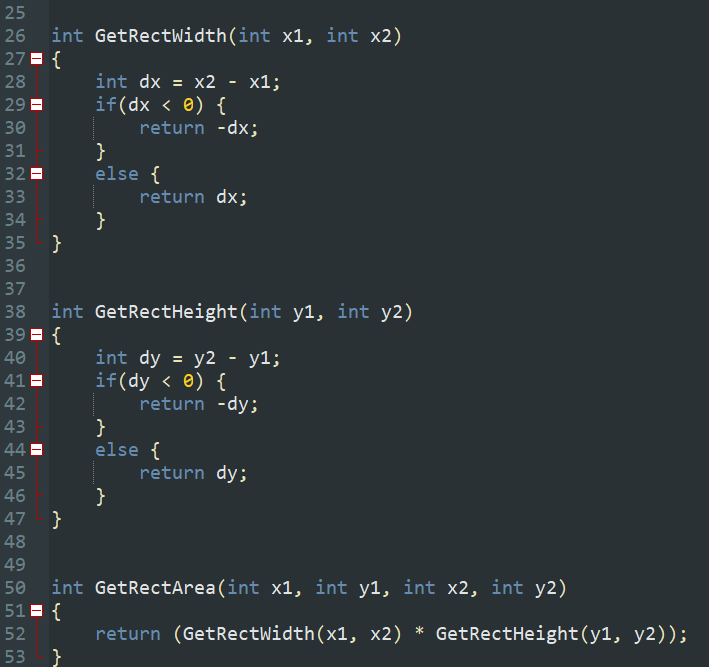 25
26 int GetRectWidth(int x1, int x2)
27 {
28     int dx = x2 - x1;
29     if(dx < 0) {
30         return -dx;
31     }
32     else {
33         return dx;
34     }
35 }
36
37
38 int GetRectHeight(int y1, int y2)
39 {
40     int dy = y2 - y1;
41     if(dy < 0) {
42         return -dy;
43     }
44     else {
45         return dy;
46     }
47 }
48
49
50 int GetRectArea(int x1, int y1, int x2, int y2)
51 {
52     return (GetRectWidth(x1, x2) * GetRectHeight(y1, y2));
53 }